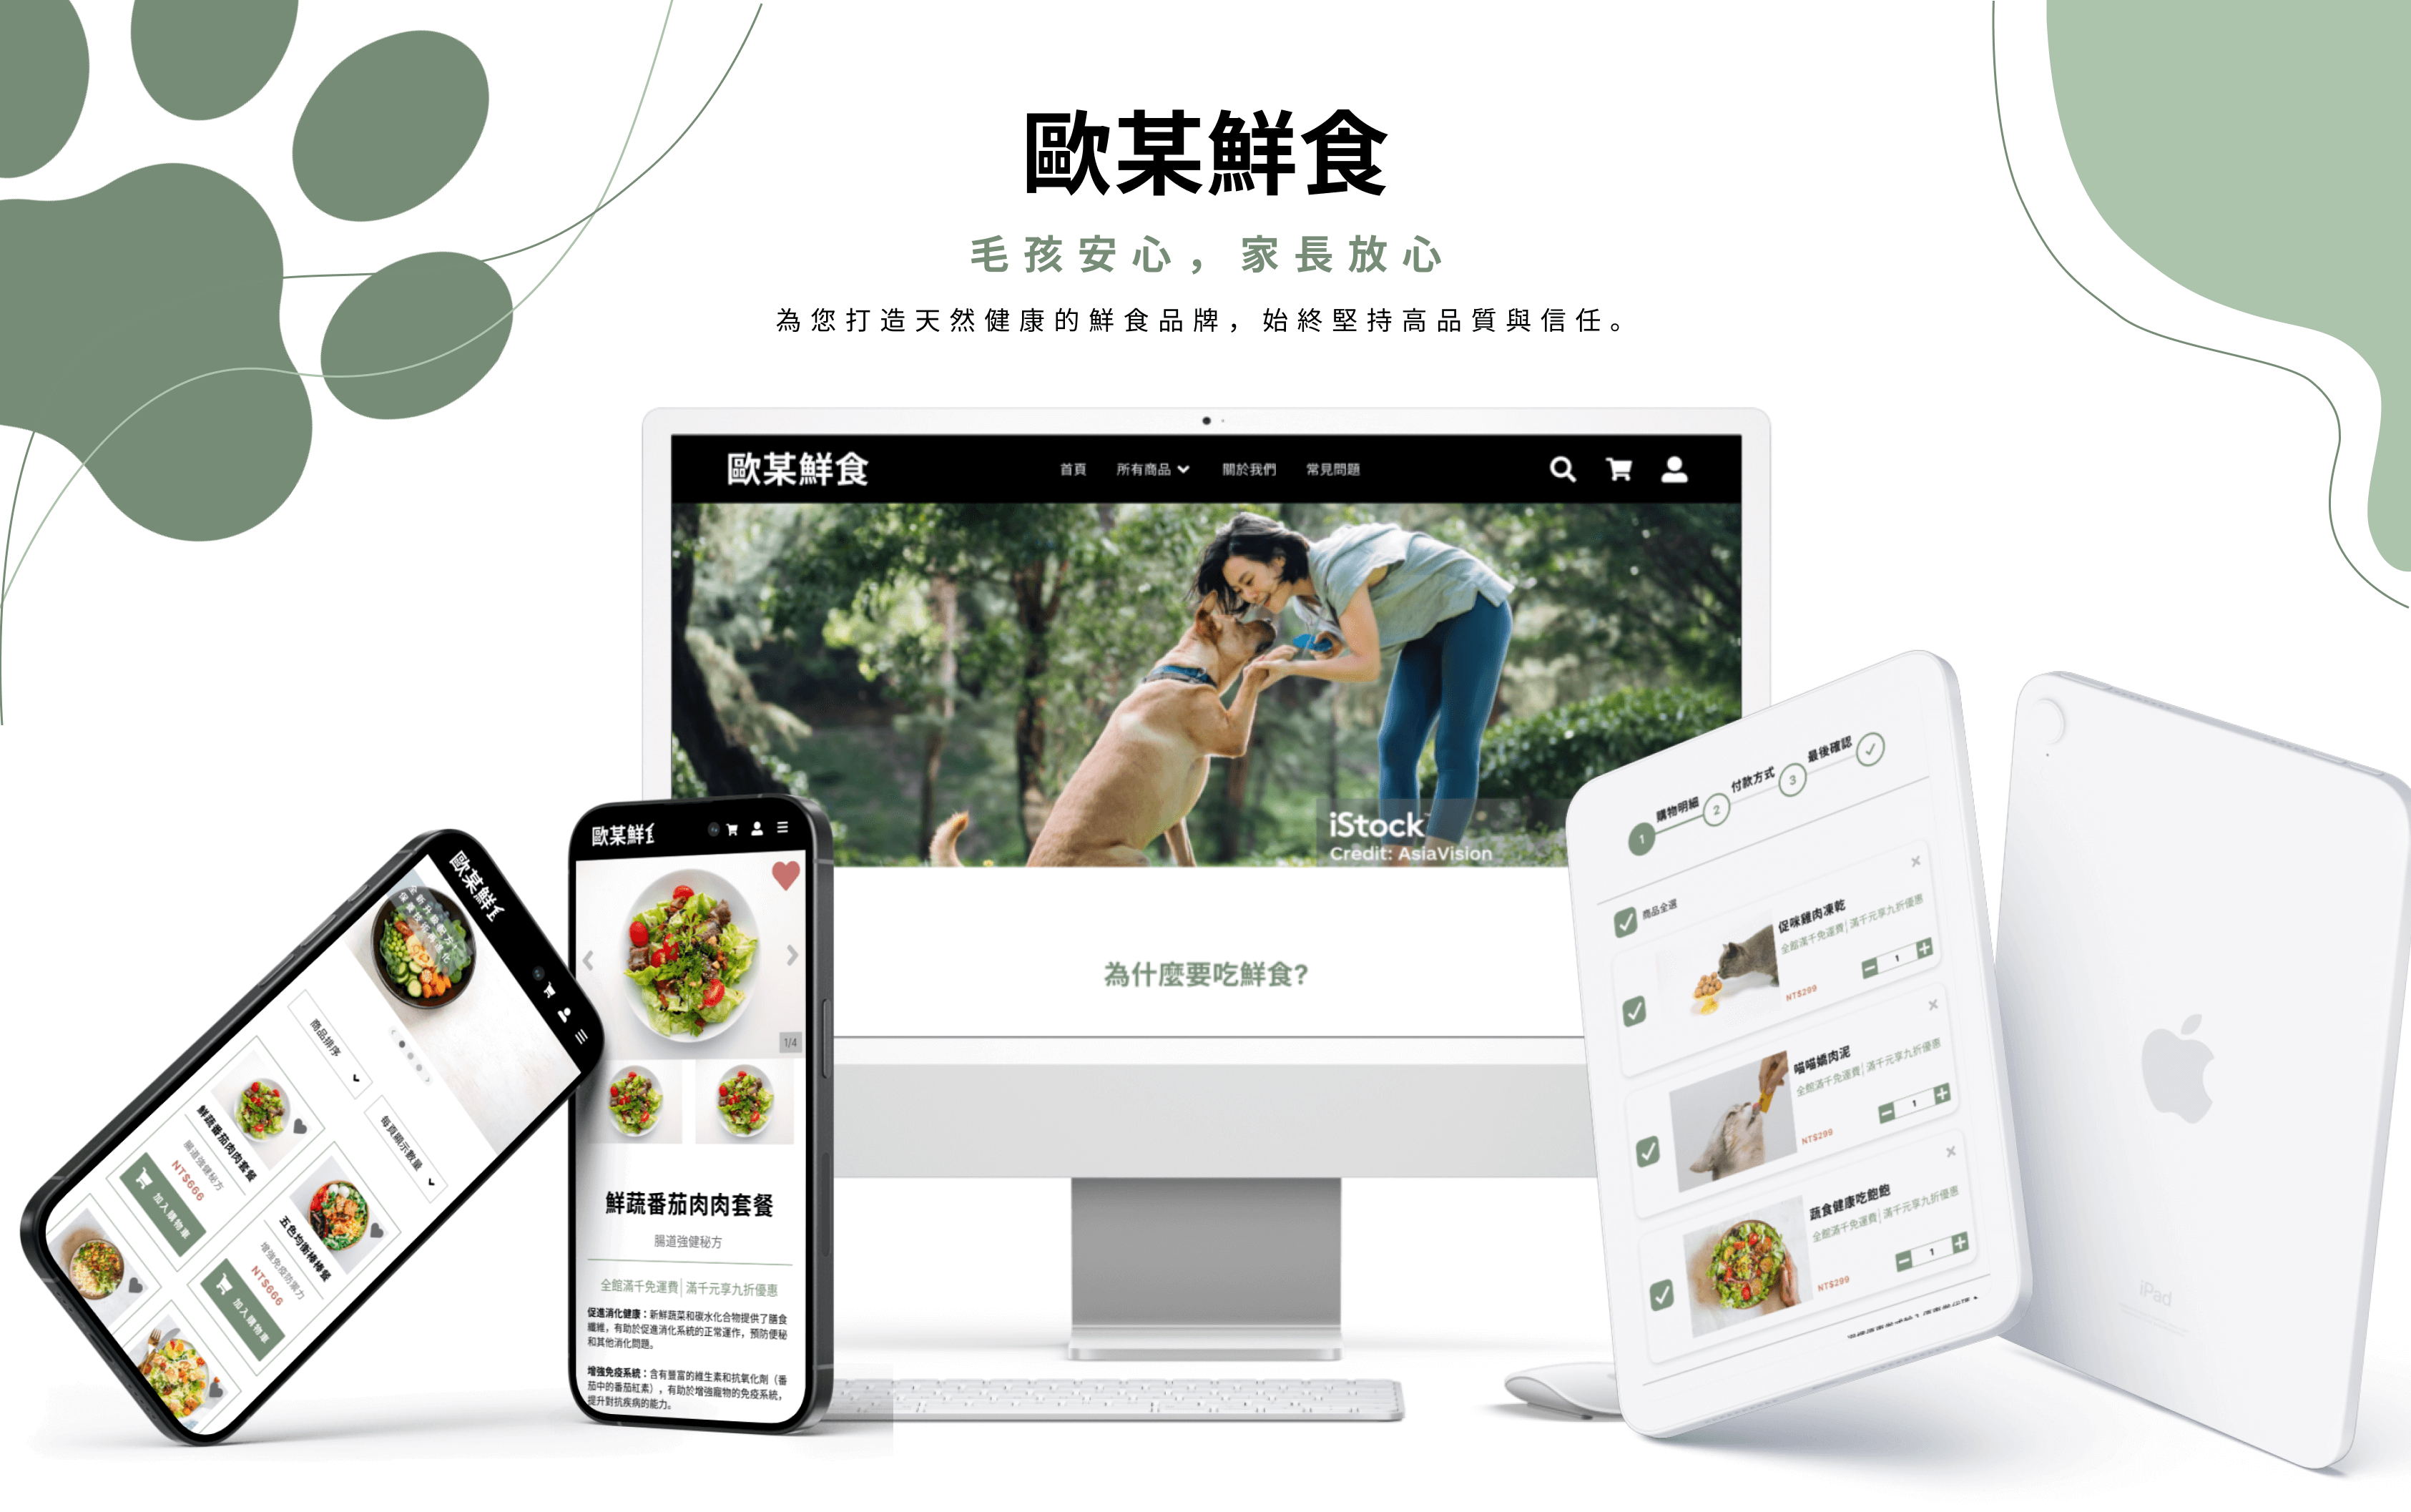 歐某鮮食
毛孩安心，家長放心
為您打造天然健康的鮮食品牌，始終堅持高品質與信任。
歐某鮮食
首頁
所有商品
關於我們
常見問題
iStock
Credit: AsiaVision
為什麼要吃鮮食?
歐某鮮
商品排序
每頁顯示數量
鮮蔬番茄肉肉套餐
腸道強健秘方
NT$666
加入購物車
五色均衡棒棒餐
增強免疫防禦力
NT$666
加入購物車
歐某鮮
1/4
鮮蔬番茄肉肉套餐
腸道強健秘方
全館滿千免運費│滿千元享九折優惠
促進消化健康：新鮮蔬菜和碳水化合物提供了膳食
纖維，有助於促進消化系統的正常運作，預防便秘
和其他消化問題。
增強免疫系統：含有豐富的維生素和抗氧化劑（番
茄中的番茄紅素），有助於增強寵物的免疫系統，
提升對抗疾病的能力。
1
購物明細
2
付款方式
3
最後確認
商品全選
促咪雞肉凍乾
全館滿千免運費│滿千元享九折優惠
NT$299
1
喵喵嬌肉泥
全館滿千免運費│滿千元享九折優惠
NT$299
1
蔬食健康吃飽飽
全館滿千免運費│滿千元享九折優惠
NT$299
1
iPad